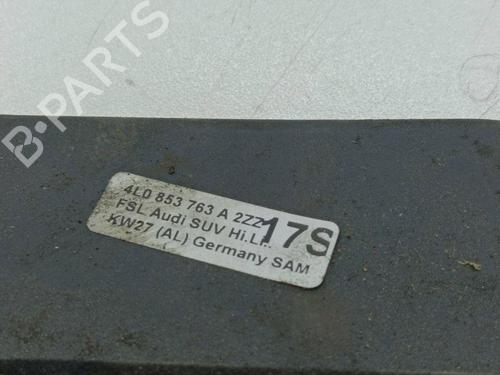 B-PARTS
4L0 853 763 A 2ZZ
17S
FSL Audi SUV Hi.Li.
KW27 (AL) Germany SAM